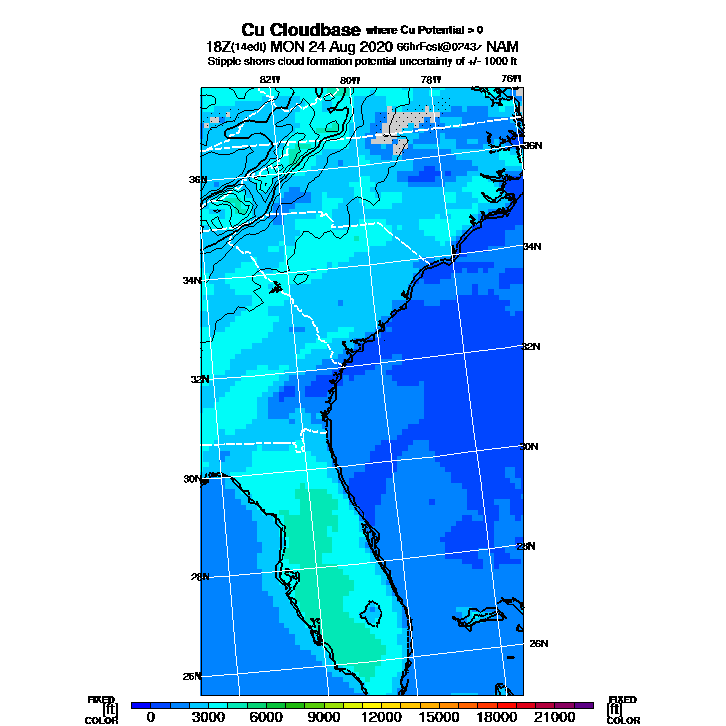 Cu Cloudbase where Cu Potential > 0
18Z(14edt) MON 24 Aug 2020 66hrFcst@0243z NAM
Stipple shows cloud formation potential uncertainty of +/- 1000 ft
82W 80W 78W 76W
36N
36N
34N
34N
32N
32N
30N
30N
28N
28N
26N
26N
FIXED FIXED
[ft] [ft]
COLOR COLOR
0 3000 6000 9000 12000 15000 18000 21000